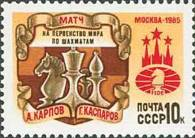 МАТЧ
НА ПЕРВЕНСТВО МИРА
ПО ШАХМАТАМ
МОСКВА·1985
FIDE
А.КАРПОВ Г.КАСПАРОВ
ПОЧТА
СССР 10к